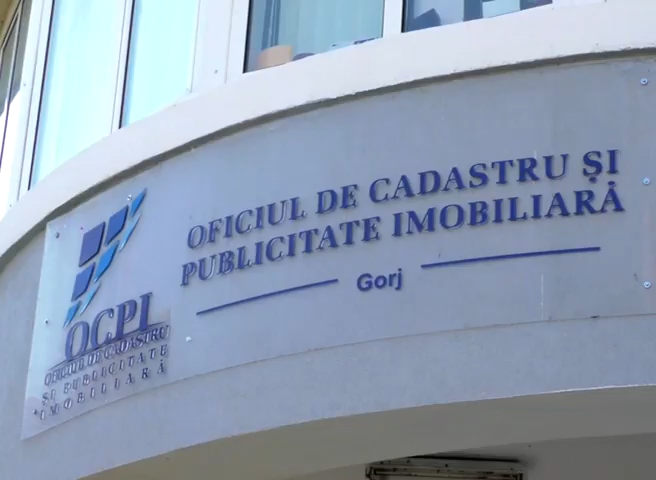 OFICIUL DE CADASTRU ȘI
PUBLICITATE IMOBILIARĂ
Gorj
OCPI
OFICIUL DE CADASTRU
ȘI PUBLICITATE
IMOBILIARĂ